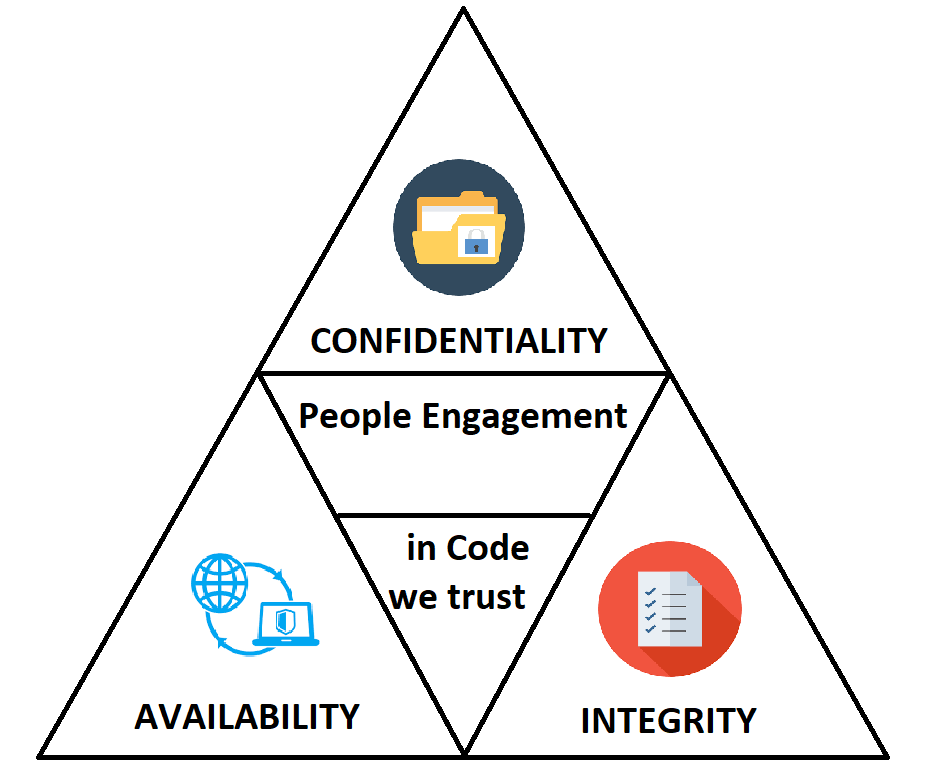 CONFIDENTIALITY
People Engagement
in Code
we trust
AVAILABILITY
INTEGRITY